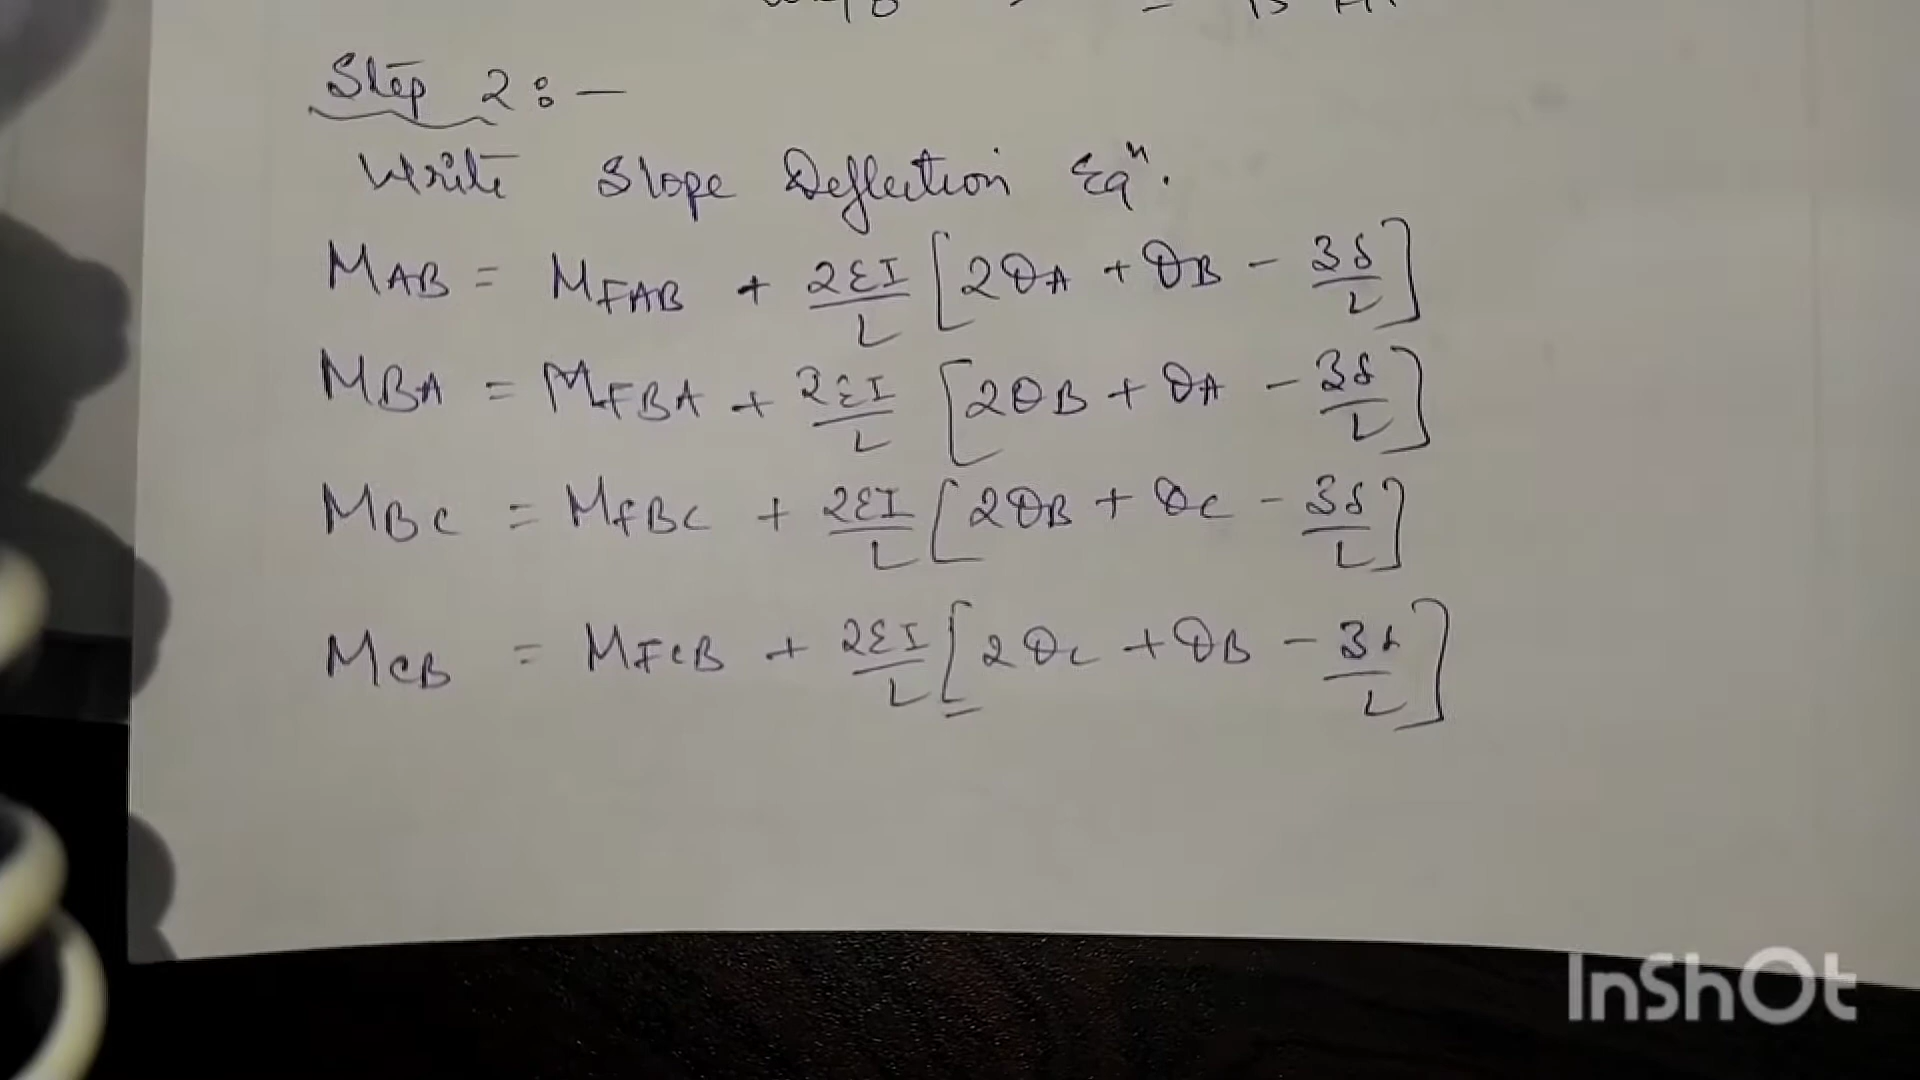 Step 2:-
Write Slope Deflection Eqⁿ.
MAB = MFAB + 2EI/L [2θA + θB - 3δ/L]
MBA = MFBA + 2EI/L [2θB + θA - 3δ/L]
MBC = MFBC + 2EI/L [2θB + θC - 3δ/L]
MCB = MFCB + 2EI/L [2θC + θB - 3δ/L]
InShOt